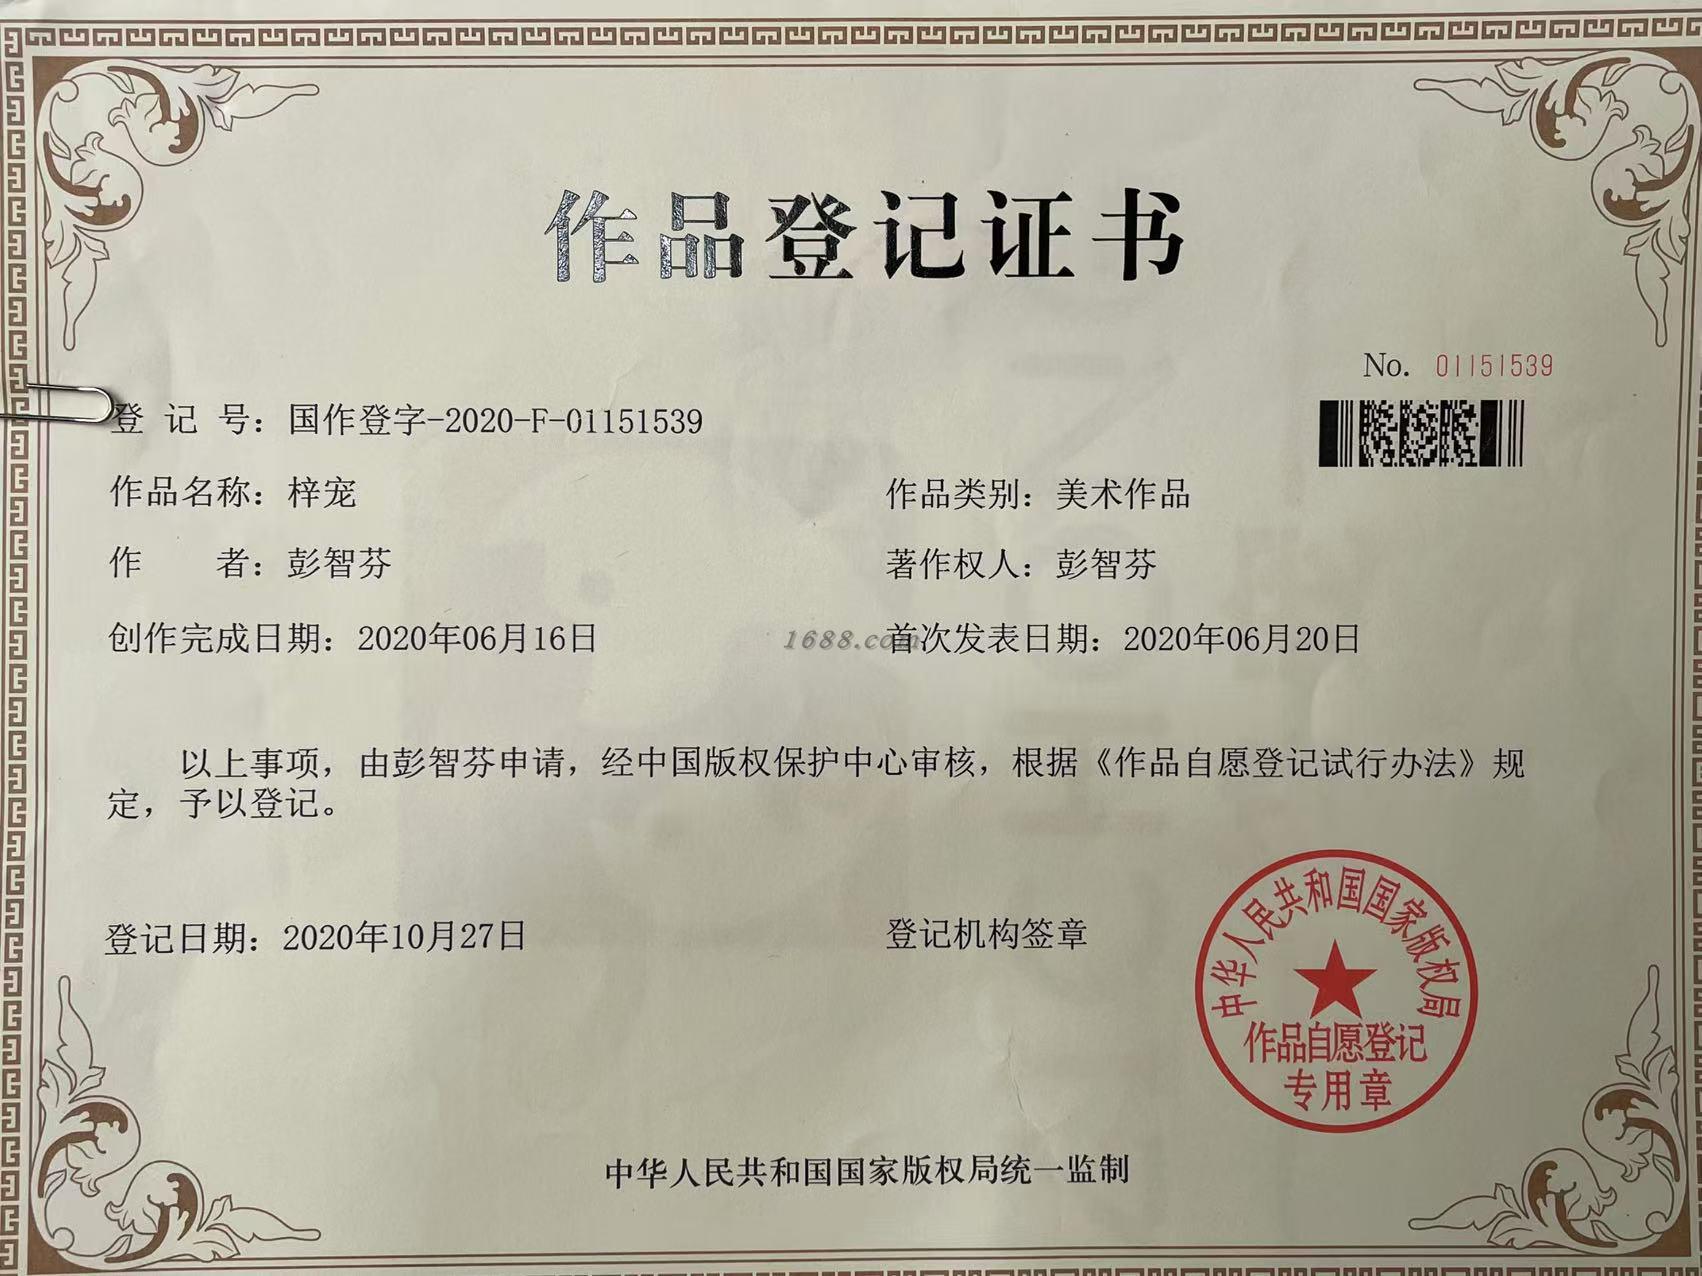 作品登记证书
No. 01151539
登 记 号：国作登字-2020-F-01151539
作品名称：梓宠
作品类别：美术作品
作 者：彭智芬
著作权人：彭智芬
创作完成日期：2020年06月16日
首次发表日期：2020年06月20日
1688.com
以上事项，由彭智芬申请，经中国版权保护中心审核，根据《作品自愿登记试行办法》规
定，予以登记。
登记日期：2020年10月27日
登记机构签章
中华人民共和国国家版权局
作品自愿登记
专用章
中华人民共和国国家版权局统一监制